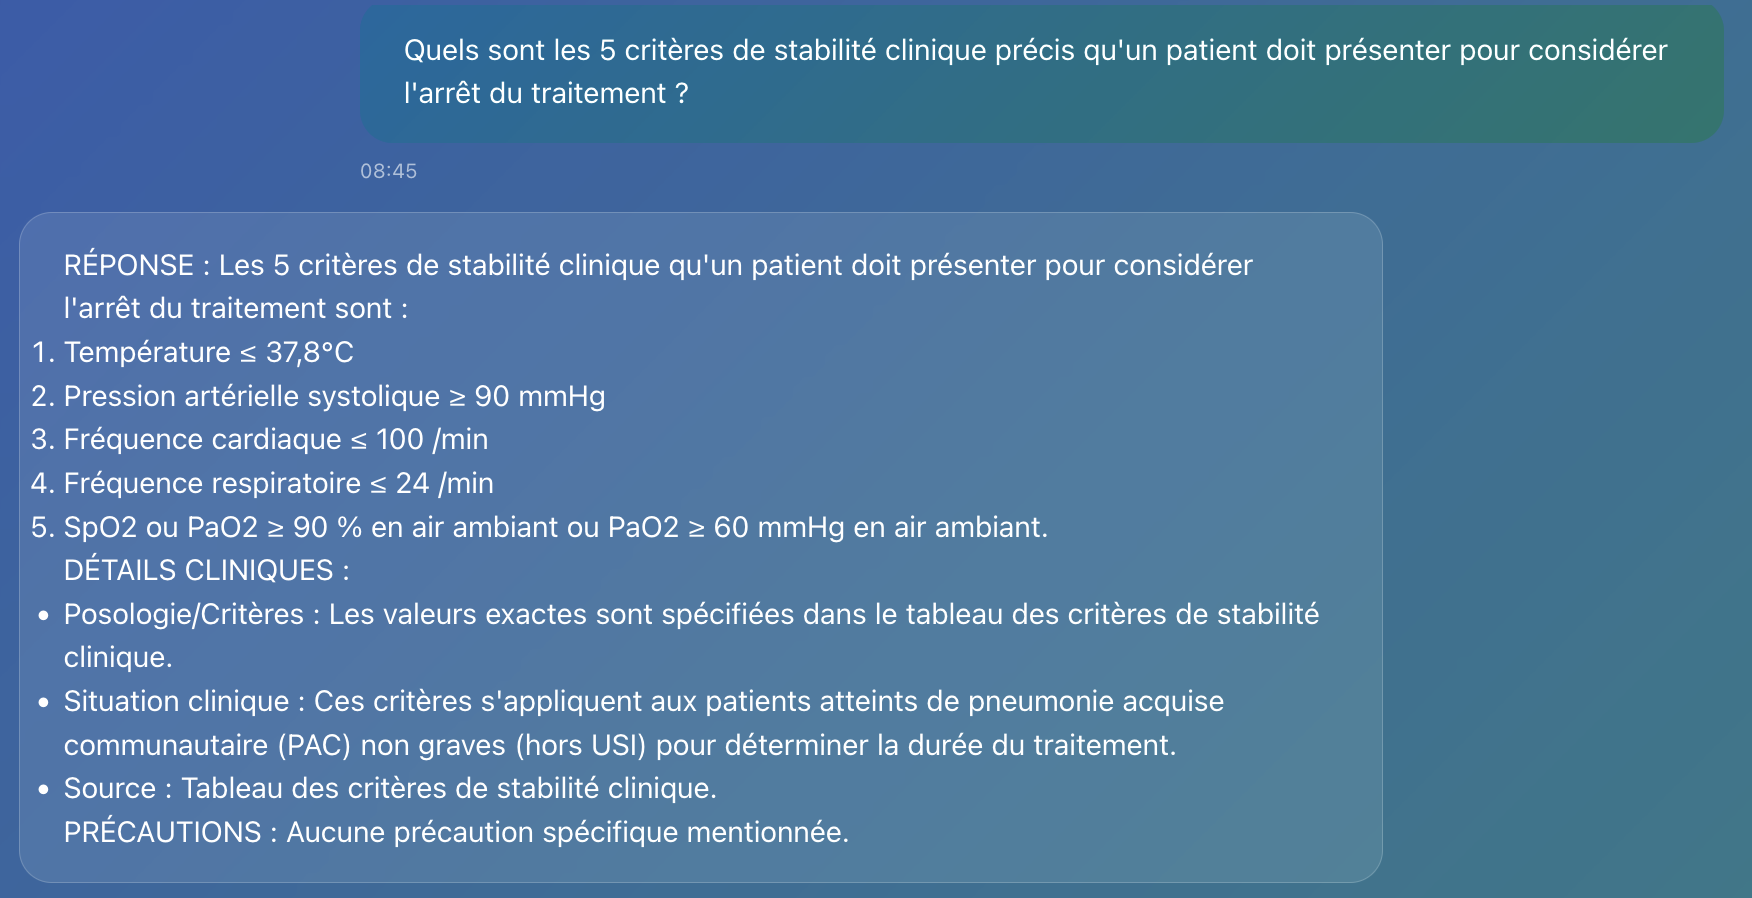 Quels sont les 5 critères de stabilité clinique précis qu'un patient doit présenter pour considérer
l'arrêt du traitement ?
08:45
RÉPONSE : Les 5 critères de stabilité clinique qu'un patient doit présenter pour considérer
l'arrêt du traitement sont :
1. Température ≤ 37,8°C
2. Pression artérielle systolique ≥ 90 mmHg
3. Fréquence cardiaque ≤ 100 /min
4. Fréquence respiratoire ≤ 24 /min
5. SpO2 ou PaO2 ≥ 90 % en air ambiant ou PaO2 ≥ 60 mmHg en air ambiant.
DÉTAILS CLINIQUES :
• Posologie/Critères : Les valeurs exactes sont spécifiées dans le tableau des critères de stabilité
clinique.
• Situation clinique : Ces critères s'appliquent aux patients atteints de pneumonie acquise
communautaire (PAC) non graves (hors USI) pour déterminer la durée du traitement.
• Source : Tableau des critères de stabilité clinique.
PRÉCAUTIONS : Aucune précaution spécifique mentionnée.